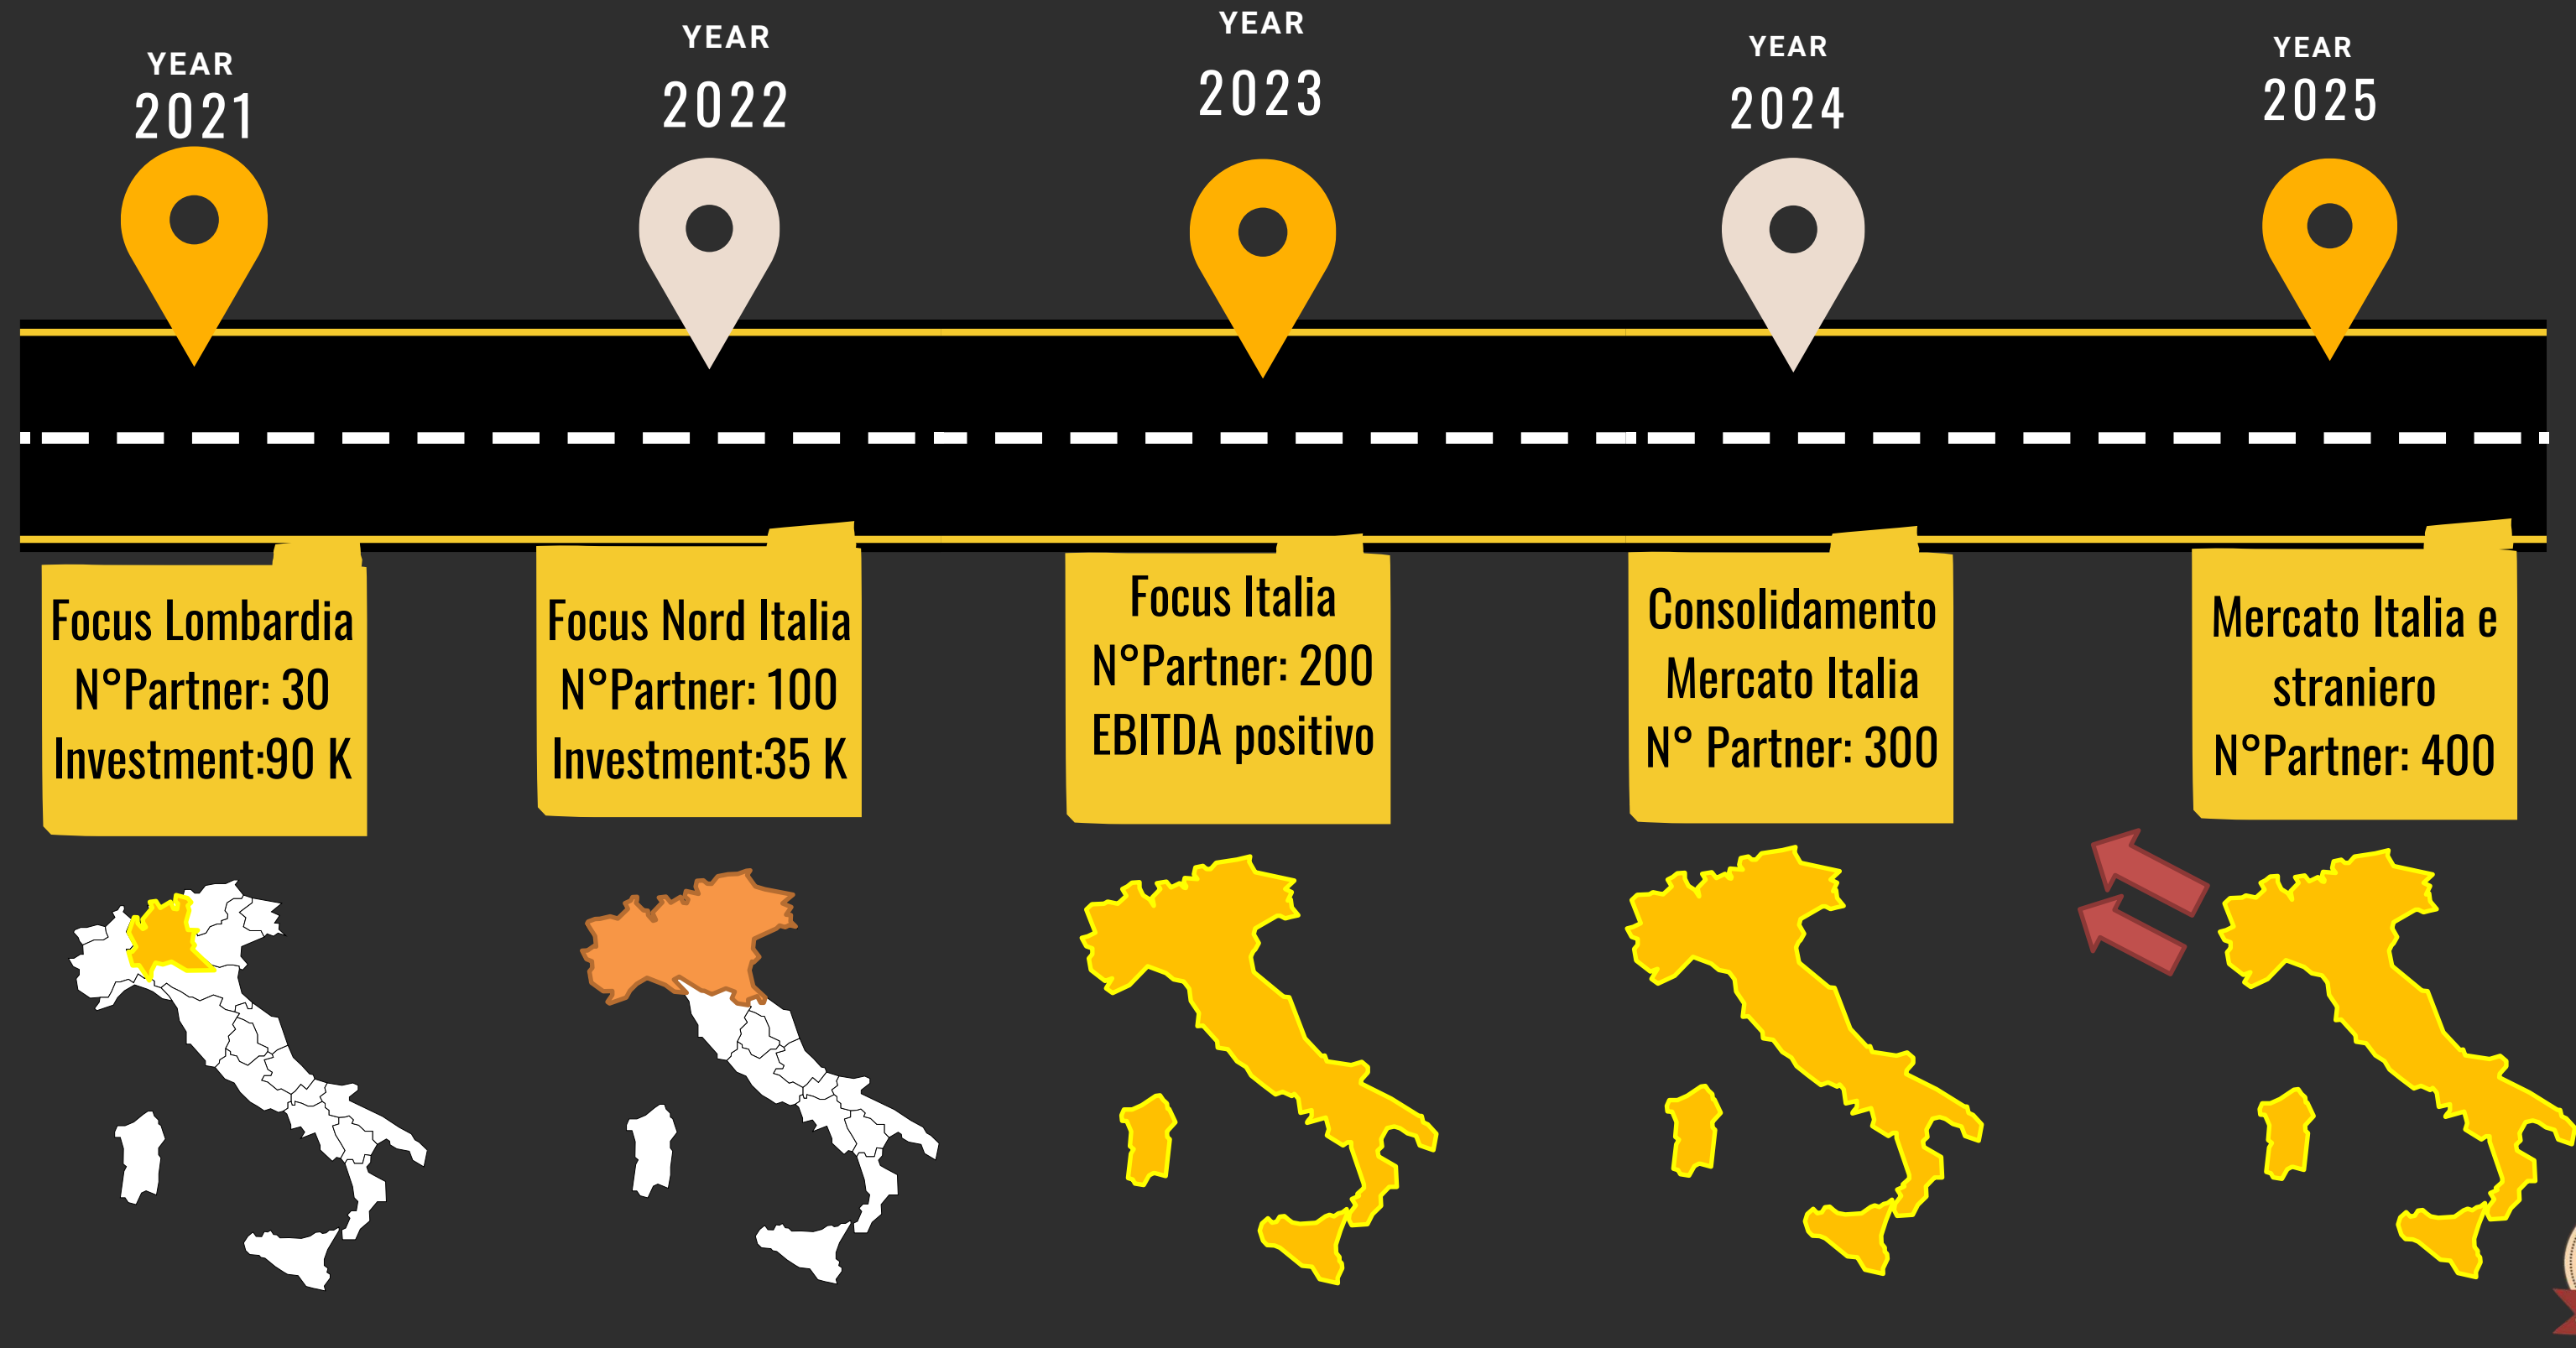 YEAR
2021
YEAR
2022
YEAR
2023
YEAR
2024
YEAR
2025
Focus Lombardia
N°Partner: 30
Investment:90 K
Focus Nord Italia
N°Partner: 100
Investment:35 K
Focus Italia
N°Partner: 200
EBITDA positivo
Consolidamento
Mercato Italia
N° Partner: 300
Mercato Italia e
straniero
N°Partner: 400